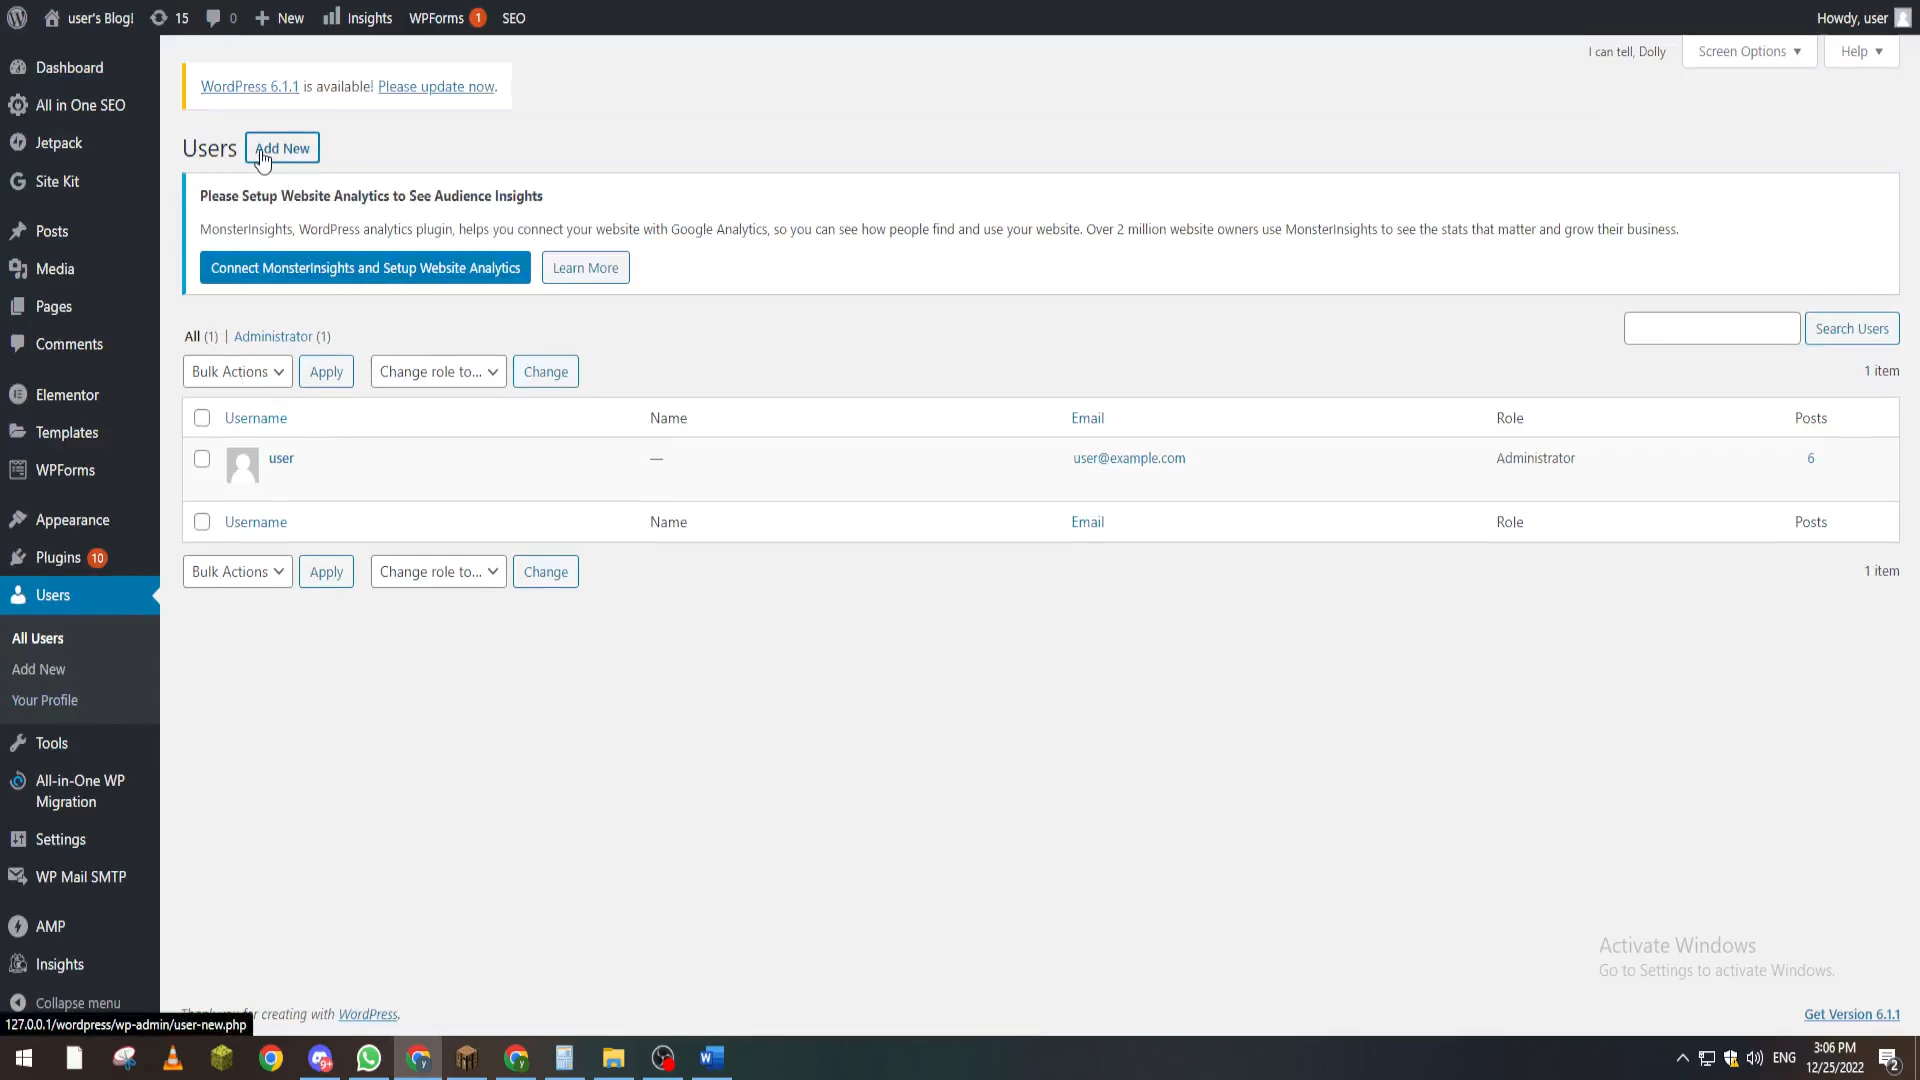 user's Blog! 15 0 New Insights WPForms 1 SEO Howdy, user
I can tell, Dolly Screen Options Help
Dashboard
All in One SEO
Jetpack
Site Kit
Posts
Media
Pages
Comments
Elementor
Templates
WPForms
Appearance
Plugins 10
Users
All Users
Add New
Your Profile
Tools
All-in-One WP
Migration
Settings
WP Mail SMTP
AMP
Insights
Collapse menu
WordPress 6.1.1 is available! Please update now.
Users Add New
Please Setup Website Analytics to See Audience Insights
MonsterInsights, WordPress analytics plugin, helps you connect your website with Google Analytics, so you can see how people find and use your website. Over 2 million website owners use MonsterInsights to see the stats that matter and grow their business.
Connect MonsterInsights and Setup Website Analytics Learn More
All (1) | Administrator (1)
Search Users
Bulk Actions Apply Change role to... Change 1 item
Username Name Email Role Posts
user — user@example.com Administrator 6
Username Name Email Role Posts
Bulk Actions Apply Change role to... Change 1 item
Activate Windows
Go to Settings to activate Windows.
for creating with WordPress. Get Version 6.1.1
127.0.0.1/wordpress/wp-admin/user-new.php
9+ y y W ENG 3:06 PM
12/25/2022 2